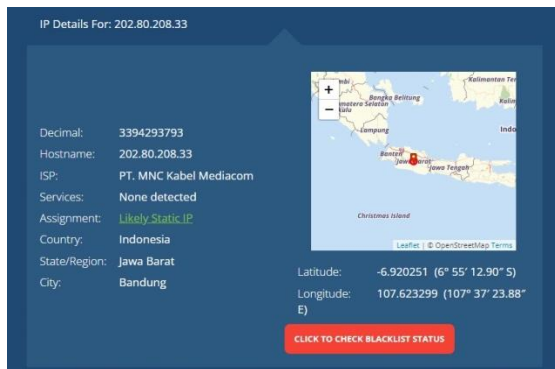 IP Details For: 202.80.208.33
Decimal: 3394293793
Hostname: 202.80.208.33
ISP: PT. MNC Kabel Mediacom
Services: None detected
Assignment: Likely Static IP
Country: Indonesia
State/Region: Jawa Barat
City: Bandung
+
−
Kalimantan Ter
Bangka Belitung
Lampung
Indo
Banten
Jawa Barat
Jawa Tengah
Christmas Island
Leaflet | © OpenStreetMap Terms
Latitude: -6.920251 (6° 55′ 12.90″ S)
Longitude: 107.623299 (107° 37′ 23.88″
E)
CLICK TO CHECK BLACKLIST STATUS